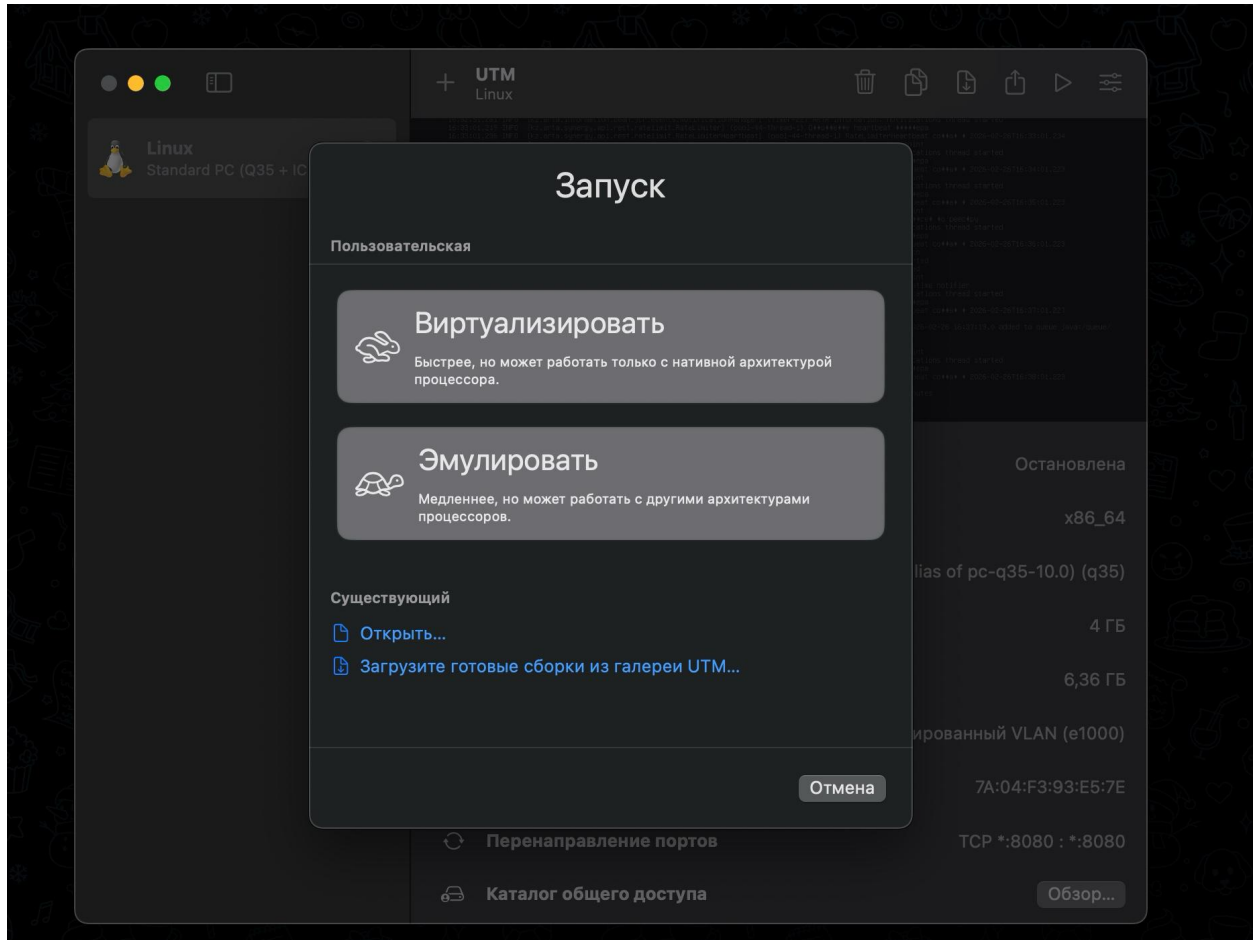 UTM
Linux
Linux
Standard PC (Q35 + IC
Запуск
Пользовательская
Виртуализировать
Быстрее, но может работать только с нативной архитектурой
процессора.
Эмулировать
Медленнее, но может работать с другими архитектурами
процессоров.
Существующий
Открыть...
Загрузите готовые сборки из галереи UTM...
Отмена
Остановлена
x86_64
lias of pc-q35-10.0) (q35)
4 ГБ
6,36 ГБ
ированный VLAN (e1000)
7A:04:F3:93:E5:7E
Перенаправление портов
TCP *:8080 : *:8080
Каталог общего доступа
Обзор...